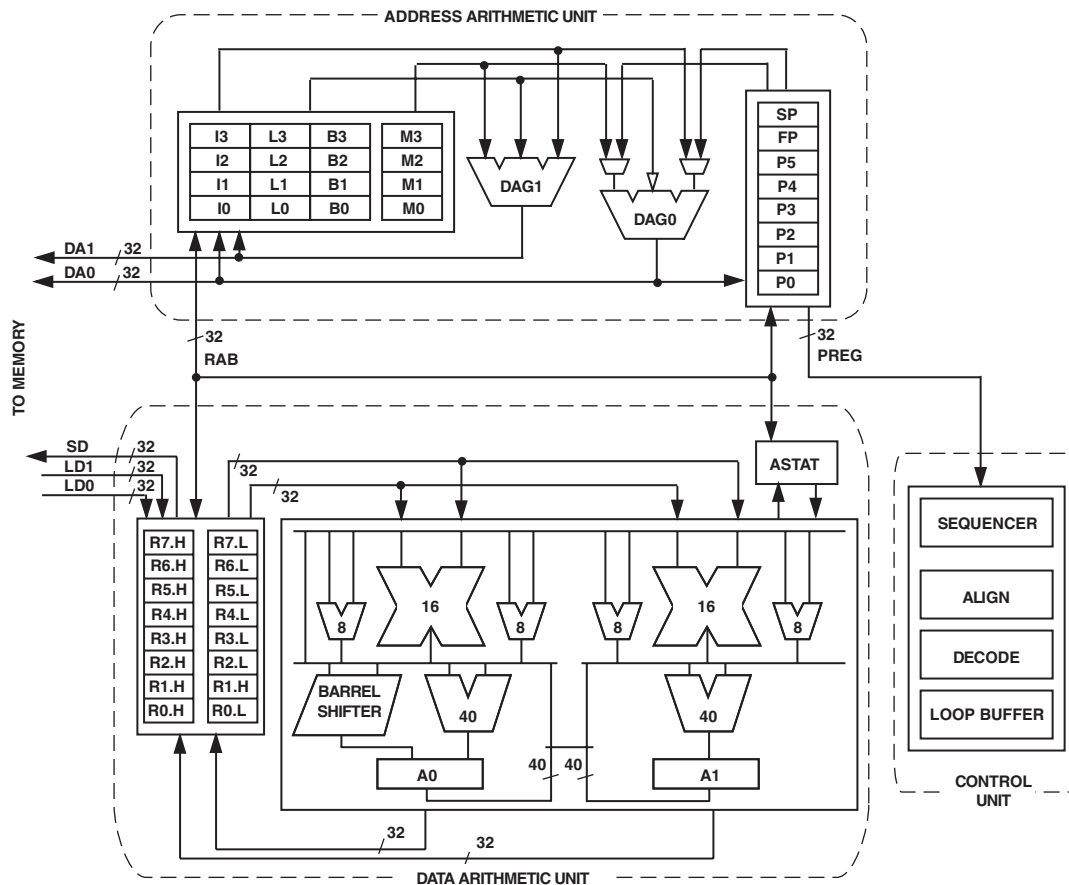 ADDRESS ARITHMETIC UNIT
I3 L3 B3 M3
I2 L2 B2 M2
I1 L1 B1 M1
I0 L0 B0 M0
DAG1
DAG0
SP
FP
P5
P4
P3
P2
P1
P0
DA1 32
DA0 32
TO MEMORY
32
RAB
32
PREG
SD 32
LD1 32
LD0 32
32
32
ASTAT
R7.H R7.L
R6.H R6.L
R5.H R5.L
R4.H R4.L
R3.H R3.L
R2.H R2.L
R1.H R1.H
R0.H R0.L
8 16 8 8 16 8
BARREL
SHIFTER
40 40
A0 40 40 A1
32
32
DATA ARITHMETIC UNIT
SEQUENCER
ALIGN
DECODE
LOOP BUFFER
CONTROL
UNIT